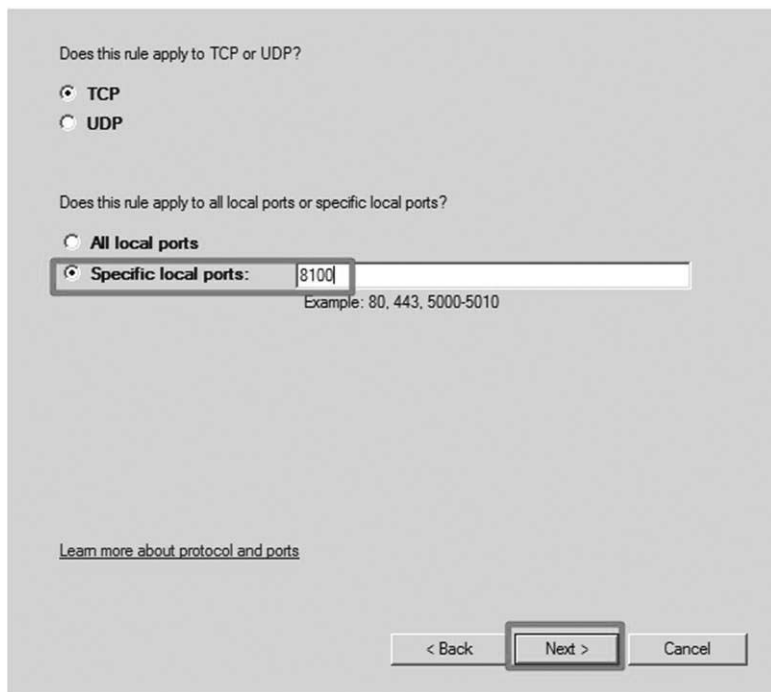 Does this rule apply to TCP or UDP?
TCP
UDP
Does this rule apply to all local ports or specific local ports?
All local ports
Specific local ports: 8100
Example: 80, 443, 5000-5010
Learn more about protocol and ports
< Back Next > Cancel